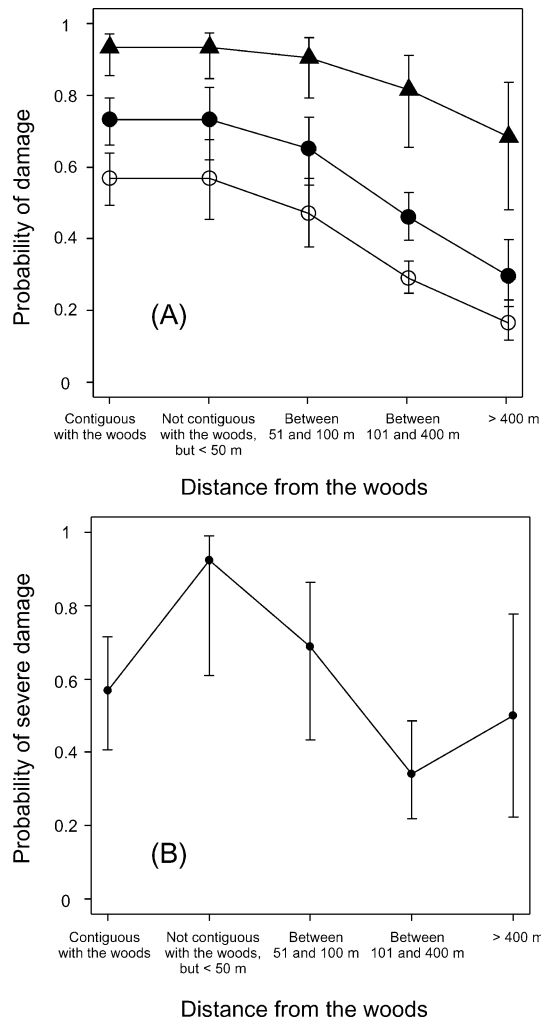 1
0.8
0.6
0.4
0.2
0
Probability of damage
(A)
Contiguous
with the woods
Not contiguous
with the woods,
but < 50 m
Between
51 and 100 m
Between
101 and 400 m
> 400 m
Distance from the woods
1
0.8
0.6
0.4
0.2
0
Probability of severe damage
(B)
Contiguous
with the woods
Not contiguous
with the woods,
but < 50 m
Between
51 and 100 m
Between
101 and 400 m
> 400 m
Distance from the woods